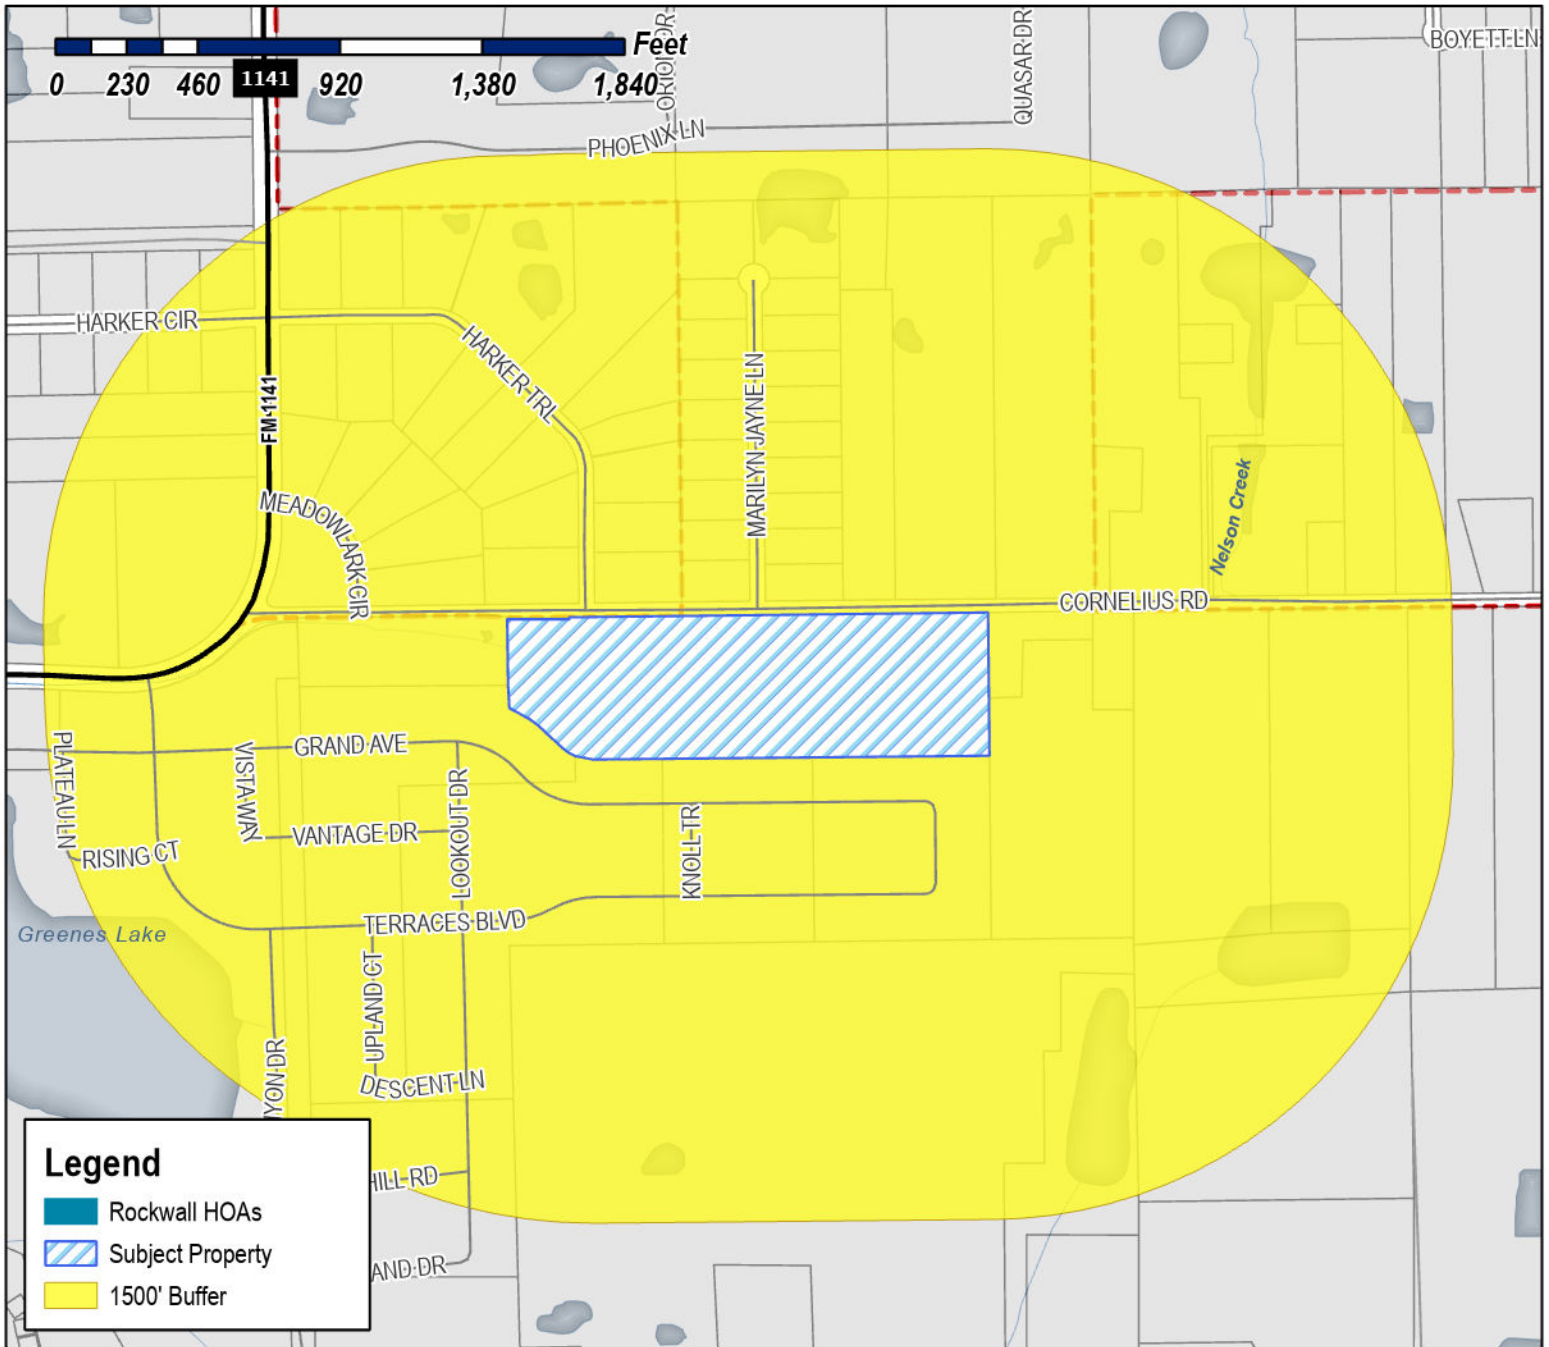 Feet
0 230 460 920 1,380 1,840
1141
ORION DR
QUASAR DR
BOYETT LN
PHOENIX LN
HARKER CIR
HARKER TRL
FM-1141
MARILYN JAYNE LN
MEADOWLARK CIR
Nelson Creek
CORNELIUS RD
PLATEAU LN
VISTA WAY
GRAND AVE
LOOKOUT DR
VANTAGE DR
KNOLL TR
RISING CT
TERRACES BLVD
Greenes Lake
UPLAND CT
YON DR
DESCENT LN
HILL RD
AND DR
Legend
Rockwall HOAs
Subject Property
1500' Buffer